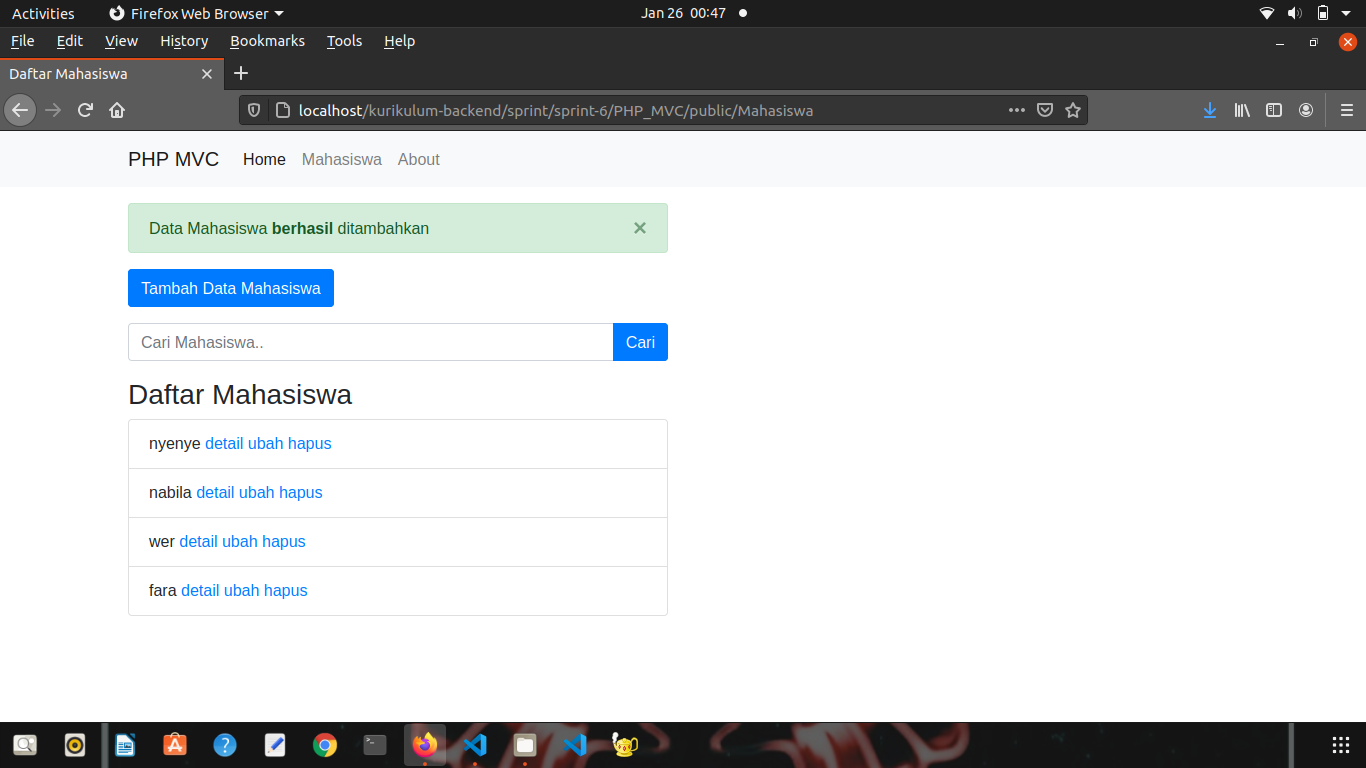 Activities Firefox Web Browser Jan 26 00:47
File Edit View History Bookmarks Tools Help
Daftar Mahasiswa
localhost/kurikulum-backend/sprint/sprint-6/PHP_MVC/public/Mahasiswa
PHP MVC Home Mahasiswa About
Data Mahasiswa berhasil ditambahkan
Tambah Data Mahasiswa
Cari Mahasiswa.. Cari
Daftar Mahasiswa
nyenye detail ubah hapus
nabila detail ubah hapus
wer detail ubah hapus
fara detail ubah hapus